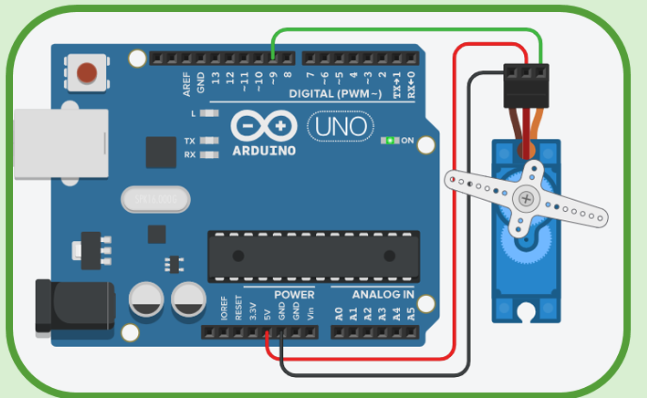 AREF
GND
13
12
~11
~10
~9
8
7
~6
~5
4
~3
2
TX→1
RX←0
DIGITAL (PWM~)
L
TX
RX
ARDUINO
UNO
ON
POWER
ANALOG IN
IOREF
RESET
3.3V
5V
GND
GND
Vin
A0
A1
A2
A3
A4
A5